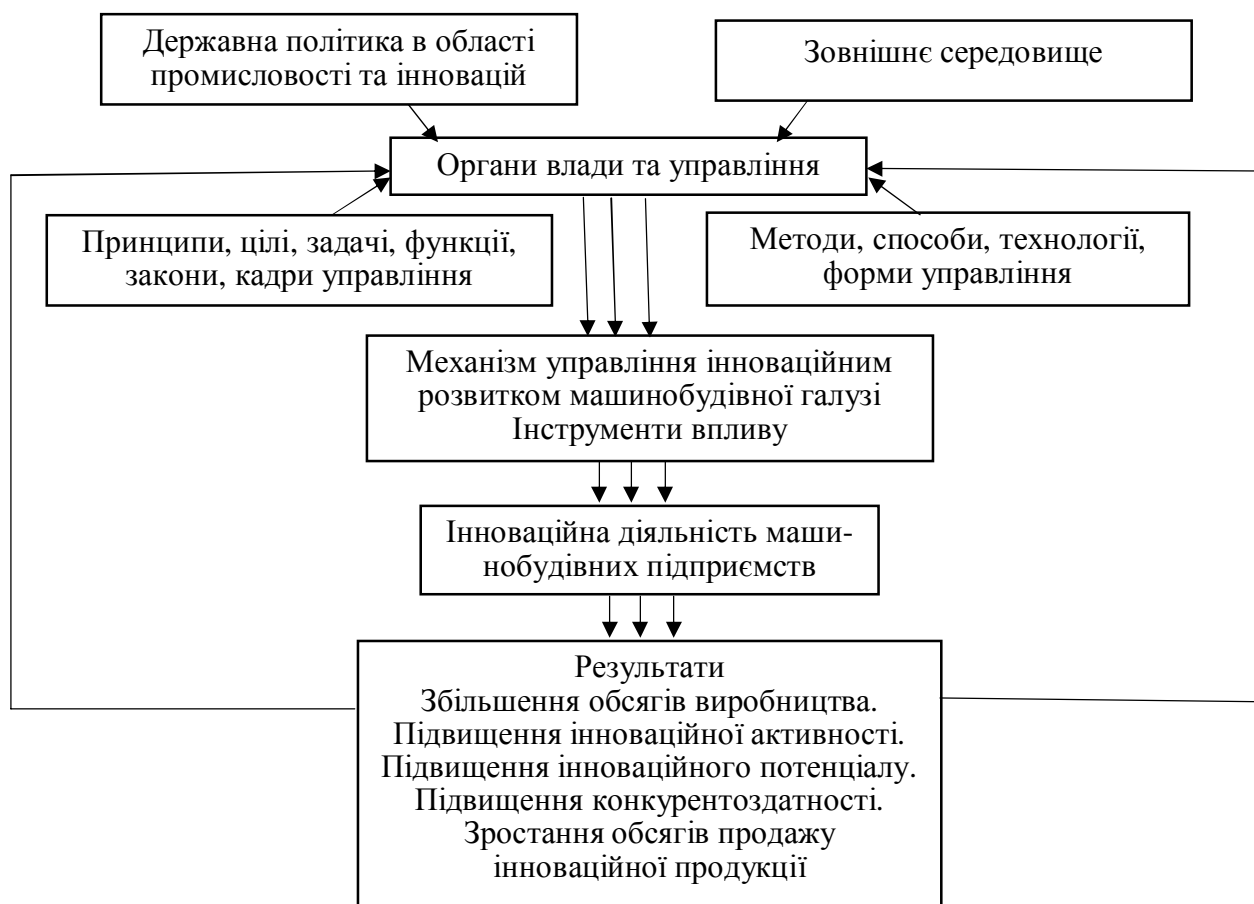 Державна політика в області
промисловості та інновацій
Зовнішнє середовище
Органи влади та управління
Принципи, цілі, задачі, функції,
закони, кадри управління
Методи, способи, технології,
форми управління
Механізм управління інноваційним
розвитком машинобудівної галузі
Інструменти впливу
Інноваційна діяльність маши-
нобудівних підприємств
Результати
Збільшення обсягів виробництва.
Підвищення інноваційної активності.
Підвищення інноваційного потенціалу.
Підвищення конкурентоздатності.
Зростання обсягів продажу
інноваційної продукції